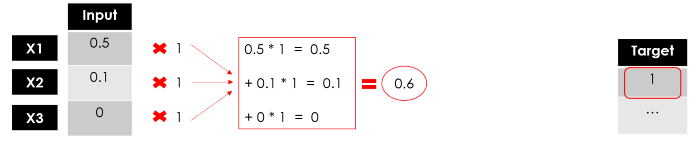 Input
X1 0.5 ✖ 1 0.5 * 1 = 0.5
X2 0.1 ✖ 1 + 0.1 * 1 = 0.1 = 0.6
X3 0 ✖ 1 + 0 * 1 = 0
Target
1
...